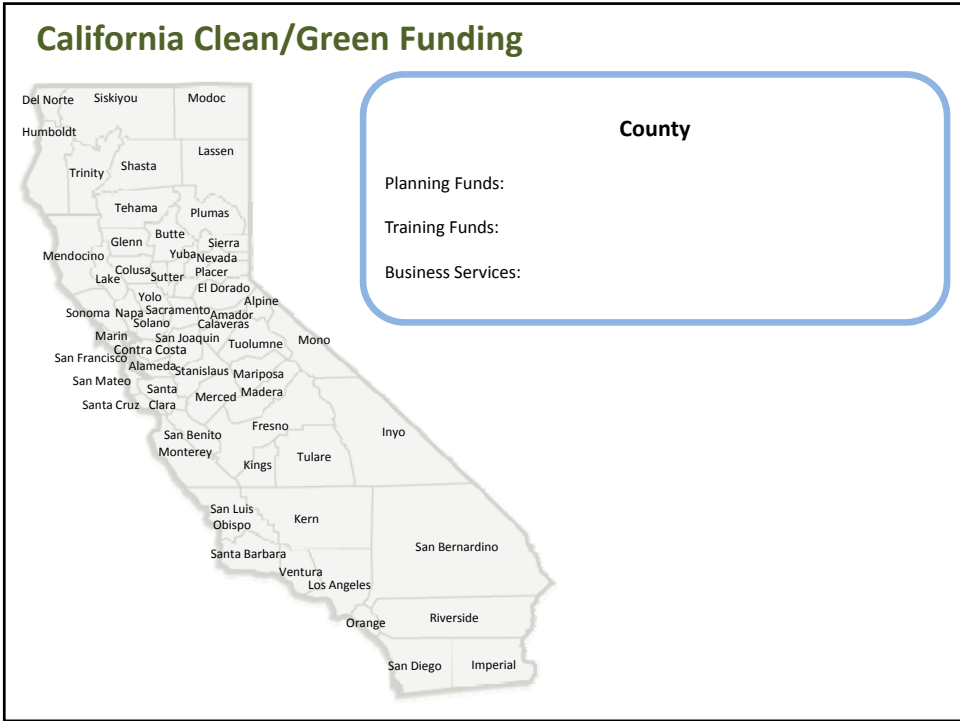 California Clean/Green Funding
County
Planning Funds:
Training Funds:
Business Services:
Del Norte
Siskiyou
Modoc
Humboldt
Trinity
Shasta
Lassen
Tehama
Plumas
Mendocino
Glenn
Butte
Sierra
Lake
Colusa
Sutter
Yuba
Nevada
Placer
El Dorado
Sonoma
Napa
Yolo
Sacramento
Amador
Alpine
Solano
Calaveras
Marin
San Joaquin
Tuolumne
Mono
Contra Costa
San Francisco
Alameda
Stanislaus
Mariposa
San Mateo
Santa
Clara
Merced
Madera
Santa Cruz
San Benito
Fresno
Inyo
Monterey
Kings
Tulare
San Luis
Obispo
Kern
San Bernardino
Santa Barbara
Ventura
Los Angeles
Orange
Riverside
San Diego
Imperial